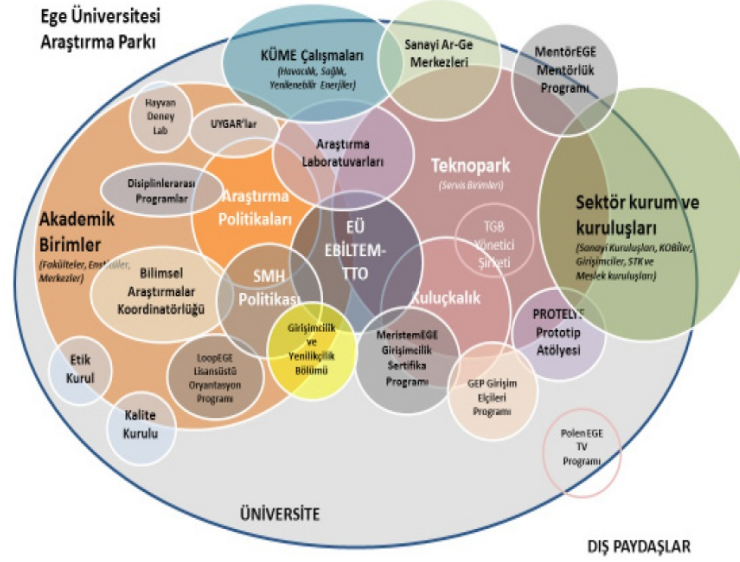 Ege Üniversitesi
Araştırma Parkı
KÜME Çalışmaları
(Havacılık, Sağlık,
Yenilenebilir Enerjiler)
Sanayi Ar-Ge
Merkezleri
MentörEGE
Mentörlük
Programı
Hayvan
Deney
Lab
UYGAR'lar
Araştırma
Laboratuvarları
Teknopark
(Servis Birimleri)
Disiplinlerarası
Programlar
Araştırma
Politikaları
Akademik
Birimler
(Fakülteler, Enstitüler,
Merkezler)
EÜ
EBİLTEM-
TTO
TGB
Yönetici
Şirketi
Sektör kurum ve
kuruluşları
(Sanayi Kuruluşları, KOBİler,
Girişimciler, STK ve
Meslek kuruluşları)
Bilimsel
Araştırmalar
Koordinatörlüğü
SMH
Politikası
Kuluçkalık
Girişimcilik
ve
Yenilikçilik
Bölümü
MeristemEGE
Girişimcilik
Sertifika
Programı
Prototip
Atölyesi
Etik
Kurul
LoopEGE
Lisansüstü
Oryantasyon
Programı
GEP Girişim
Elçileri
Programı
Kalite
Kurulu
PolenEGE
TV
Programı
ÜNİVERSİTE
DIŞ PAYDAŞLAR